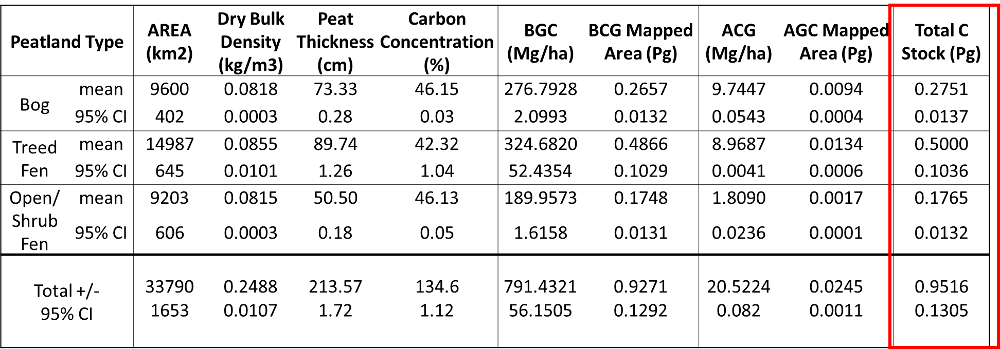 Peatland Type AREA (km2) Dry Bulk Density (kg/m3) Peat Thickness (cm) Carbon Concentration (%) BGC (Mg/ha) BCG Mapped Area (Pg) ACG (Mg/ha) AGC Mapped Area (Pg) Total C Stock (Pg)
Bog mean 9600 0.0818 73.33 46.15 276.7928 0.2657 9.7447 0.0094 0.2751
95% CI 402 0.0003 0.28 0.03 2.0993 0.0132 0.0543 0.0004 0.0137
Treed Fen mean 14987 0.0855 89.74 42.32 324.6820 0.4866 8.9687 0.0134 0.5000
95% CI 645 0.0101 1.26 1.04 52.4354 0.1029 0.0041 0.0006 0.1036
Open/ Shrub Fen mean 9203 0.0815 50.50 46.13 189.9573 0.1748 1.8090 0.0017 0.1765
95% CI 606 0.0003 0.18 0.05 1.6158 0.0131 0.0236 0.0001 0.0132
Total +/- 33790 0.2488 213.57 134.6 791.4321 0.9271 20.5224 0.0245 0.9516
95% CI 1653 0.0107 1.72 1.12 56.1505 0.1292 0.082 0.0011 0.1305